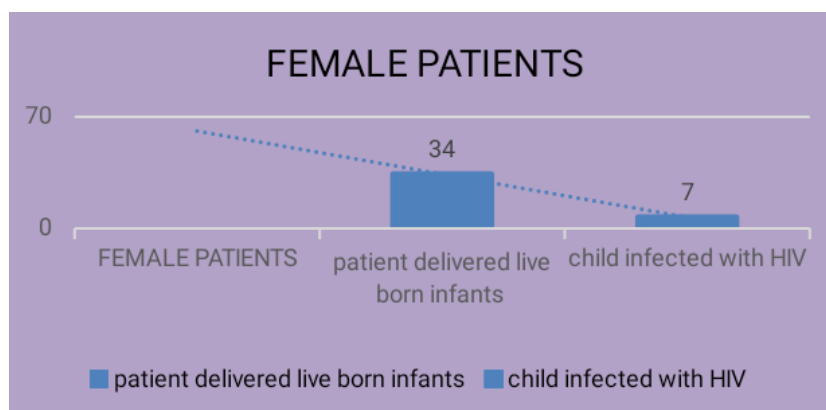 FEMALE PATIENTS
70
34
7
0
FEMALE PATIENTS
patient delivered live
born infants
child infected with HIV
patient delivered live born infants
child infected with HIV